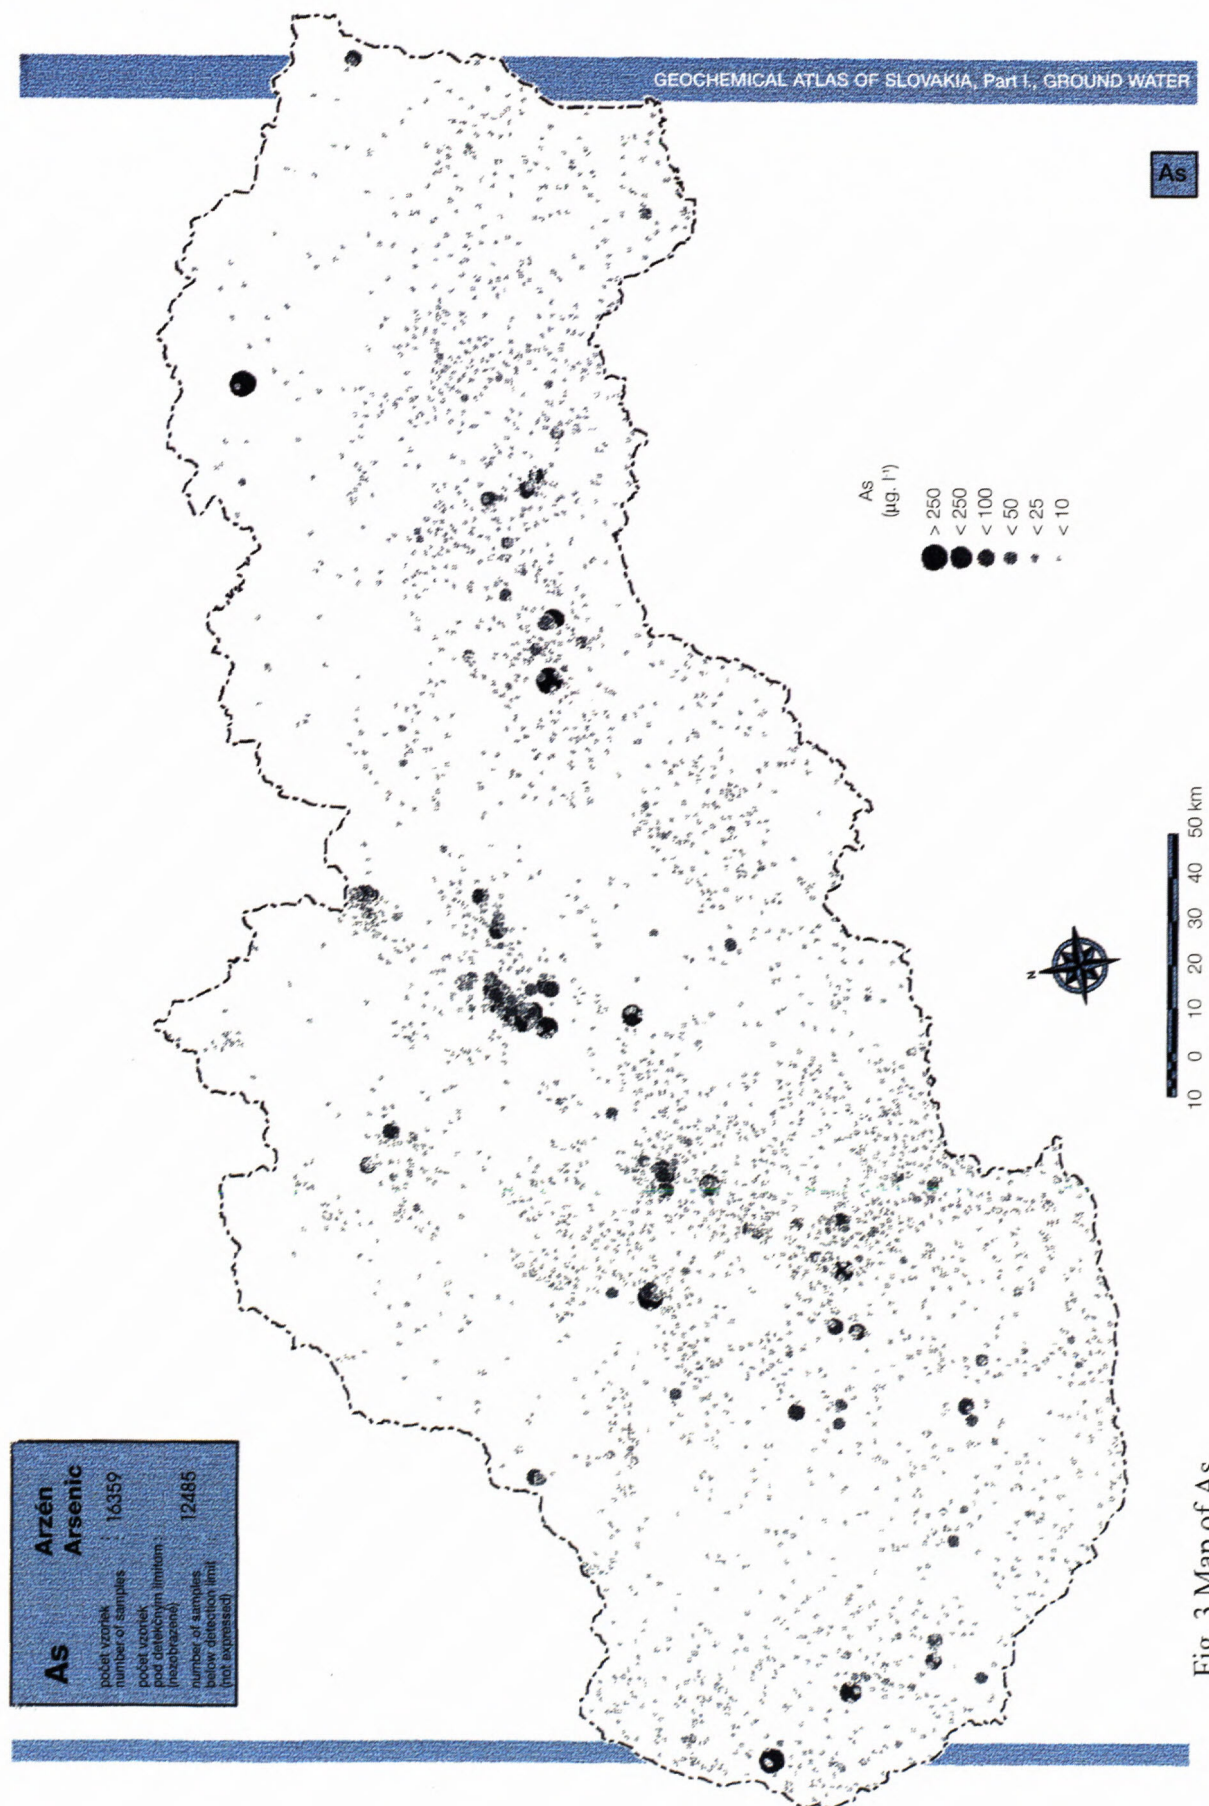 GEOCHEMICAL ATLAS OF SLOVAKIA, Part I., GROUND WATER
As
As Arzén
Arsenic
počet vzoriek
number of samples : 16359
počet vzoriek
pod detekčným limitom :
(nezobrazené)
number of samples
below detection limit : 12485
(not expressed)
As
(µg. l⁻¹)
> 250
< 250
< 100
< 50
< 25
< 10
N
10 0 10 20 30 40 50 km
Fig. 3 Map of As